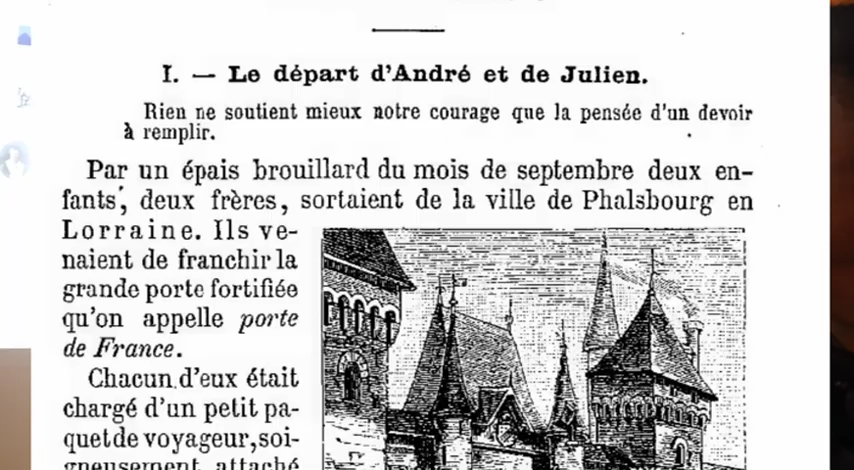 I. — Le départ d'André et de Julien.
Rien ne soutient mieux notre courage que la pensée d'un devoir
à remplir.
Par un épais brouillard du mois de septembre deux en-
fants, deux frères, sortaient de la ville de Phalsbourg en
Lorraine. Ils ve-
naient de franchir la
grande porte fortifiée
qu'on appelle porte
de France.
Chacun d'eux était
chargé d'un petit pa-
quet de voyageur, soi-
gneusement attaché